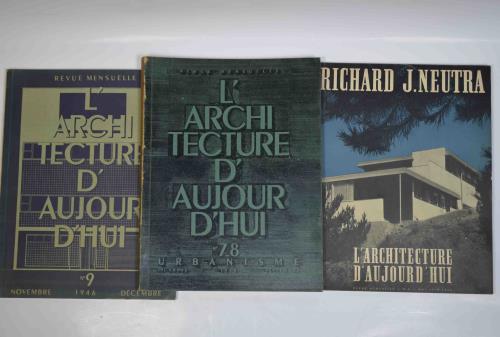 REVUE MENSUELLE
L'
ARCHI
TECTURE
D'
AUJOUR
D'HUI
N° 9
NOVEMBRE 1946 DECEMBRE
L'
ARCHI
TECTURE
D'
AUJOUR
D'HUI
N° 7.8
URBANISME
RICHARD J. NEUTRA
L'ARCHITECTURE
D'AUJOURD'HUI